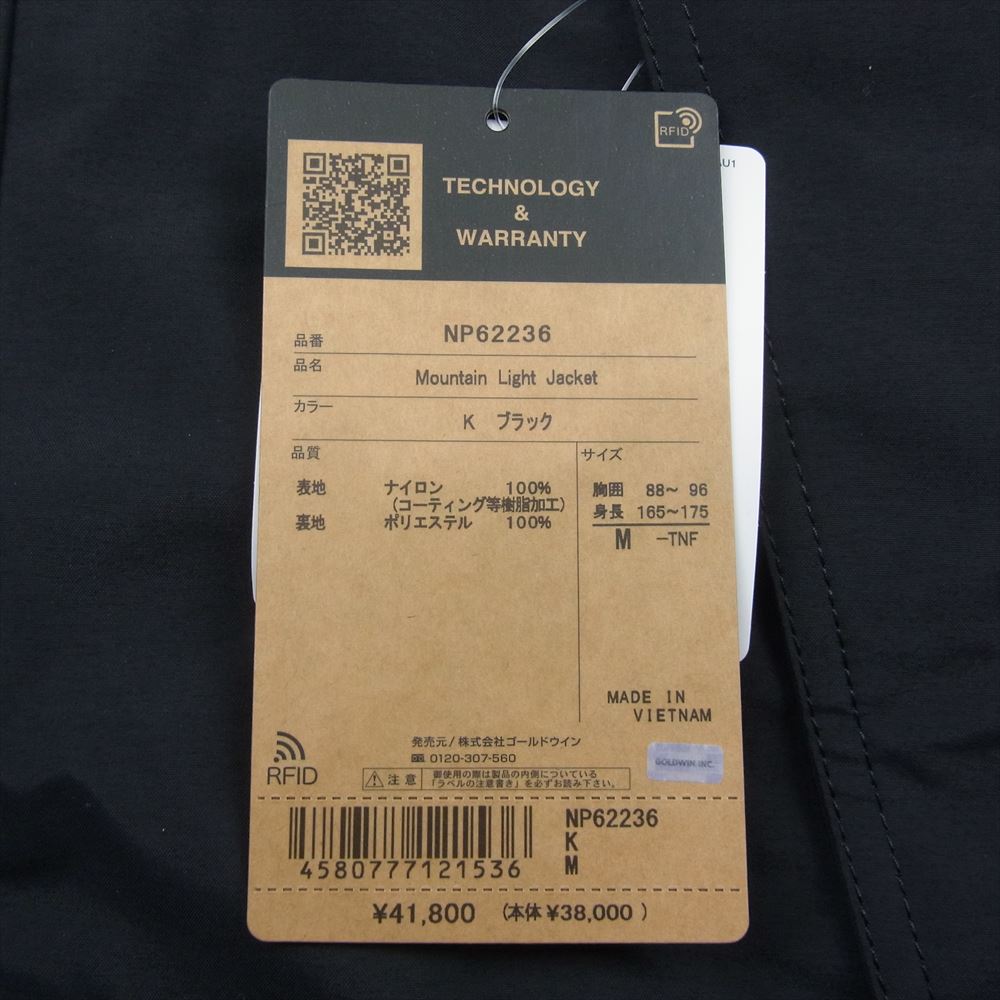 RFID
AU1
TECHNOLOGY
&
WARRANTY
品番 NP62236
品名 Mountain Light Jacket
カラー K ブラック
品質
表地 ナイロン 100%
(コーティング等樹脂加工)
裏地 ポリエステル 100%
サイズ
胸囲 88～ 96
身長 165～175
M -TNF
MADE IN
VIETNAM
RFID
発売元/株式会社ゴールドウイン
0120-307-560
注意
御使用の際は製品の内側についている
「ラベルの注意書き」を必ずお読み下さい。
GOLDWIN INC.
4580777121536
NP62236
K
M
¥41,800 (本体 ¥38,000 )